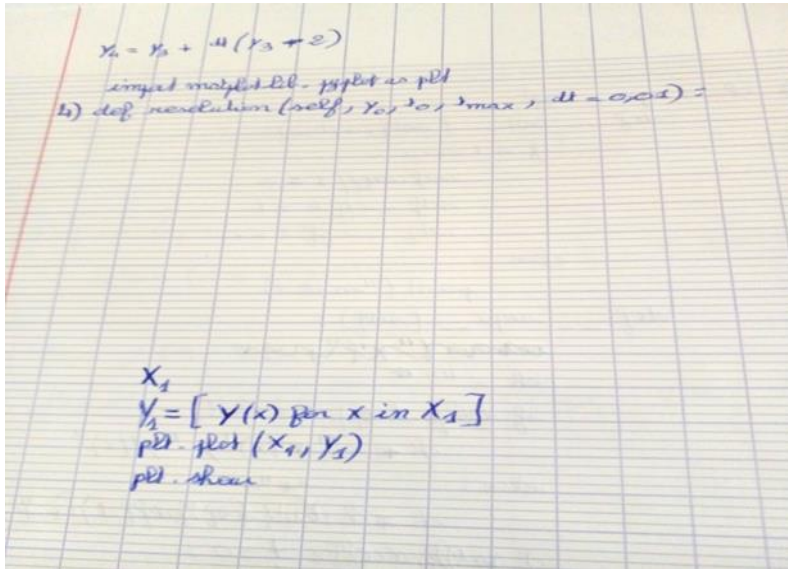 Y₄ = Y₃ + dt (Y₃ * 2)
import matplotlib.pyplot as plt
4) def resolution (self, Y₀, t₀, tmax, dt = 0,01) :
X₁
Y₁ = [ Y(x) for x in X₁ ]
plt.plot (X₁, Y₁)
plt.show